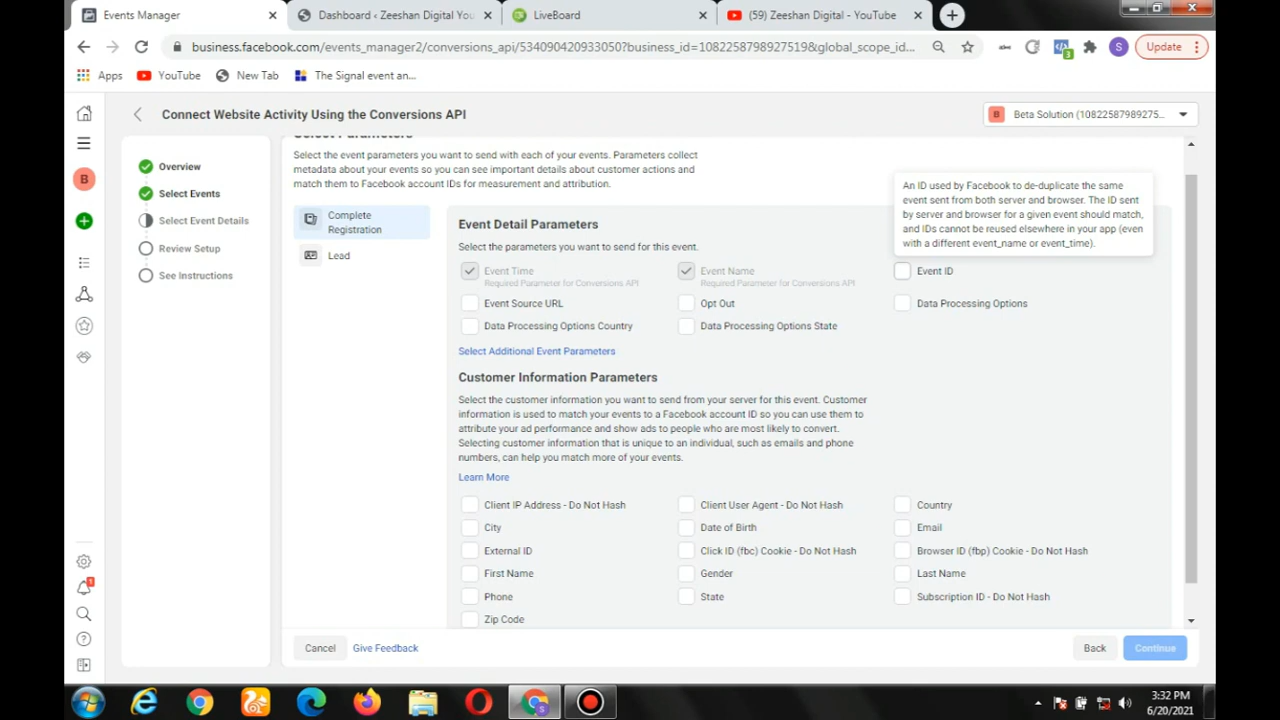 Events Manager
Dashboard ‹ Zeeshan Digital You
LiveBoard
(59) Zeeshan Digital - YouTube
business.facebook.com/events_manager2/conversions_api/534090420933050?business_id=108225879892751​9&global_scope_id...
3
S
Update
Apps
YouTube
New Tab
The Signal event an...
Connect Website Activity Using the Conversions API
B
Beta Solution (10822587989275...
B
Overview
Select Events
Select Event Details
Review Setup
See Instructions
Select Parameters
Select the event parameters you want to send with each of your events. Parameters collect
metadata about your events so you can see important details about customer actions and
match them to Facebook account IDs for measurement and attribution.
Complete
Registration
Lead
An ID used by Facebook to de-duplicate the same
event sent from both server and browser. The ID sent
by server and browser for a given event should match,
and IDs cannot be reused elsewhere in your app (even
with a different event_name or event_time).
Event Detail Parameters
Select the parameters you want to send for this event.
Event Time
Required Parameter for Conversions API
Event Name
Required Parameter for Conversions API
Event ID
Event Source URL
Opt Out
Data Processing Options
Data Processing Options Country
Data Processing Options State
Select Additional Event Parameters
Customer Information Parameters
Select the customer information you want to send from your server for this event. Customer
information is used to match your events to a Facebook account ID so you can use them to
attribute your ad performance and show ads to people who are most likely to convert.
Selecting customer information that is unique to an individual, such as emails and phone
numbers, can help you match more of your events.
Learn More
Client IP Address - Do Not Hash
Client User Agent - Do Not Hash
Country
City
Date of Birth
Email
External ID
Click ID (fbc) Cookie - Do Not Hash
Browser ID (fbp) Cookie - Do Not Hash
First Name
Gender
Last Name
Phone
State
Subscription ID - Do Not Hash
Zip Code
1
Cancel
Give Feedback
Back
Continue
3:32 PM
6/20/2021